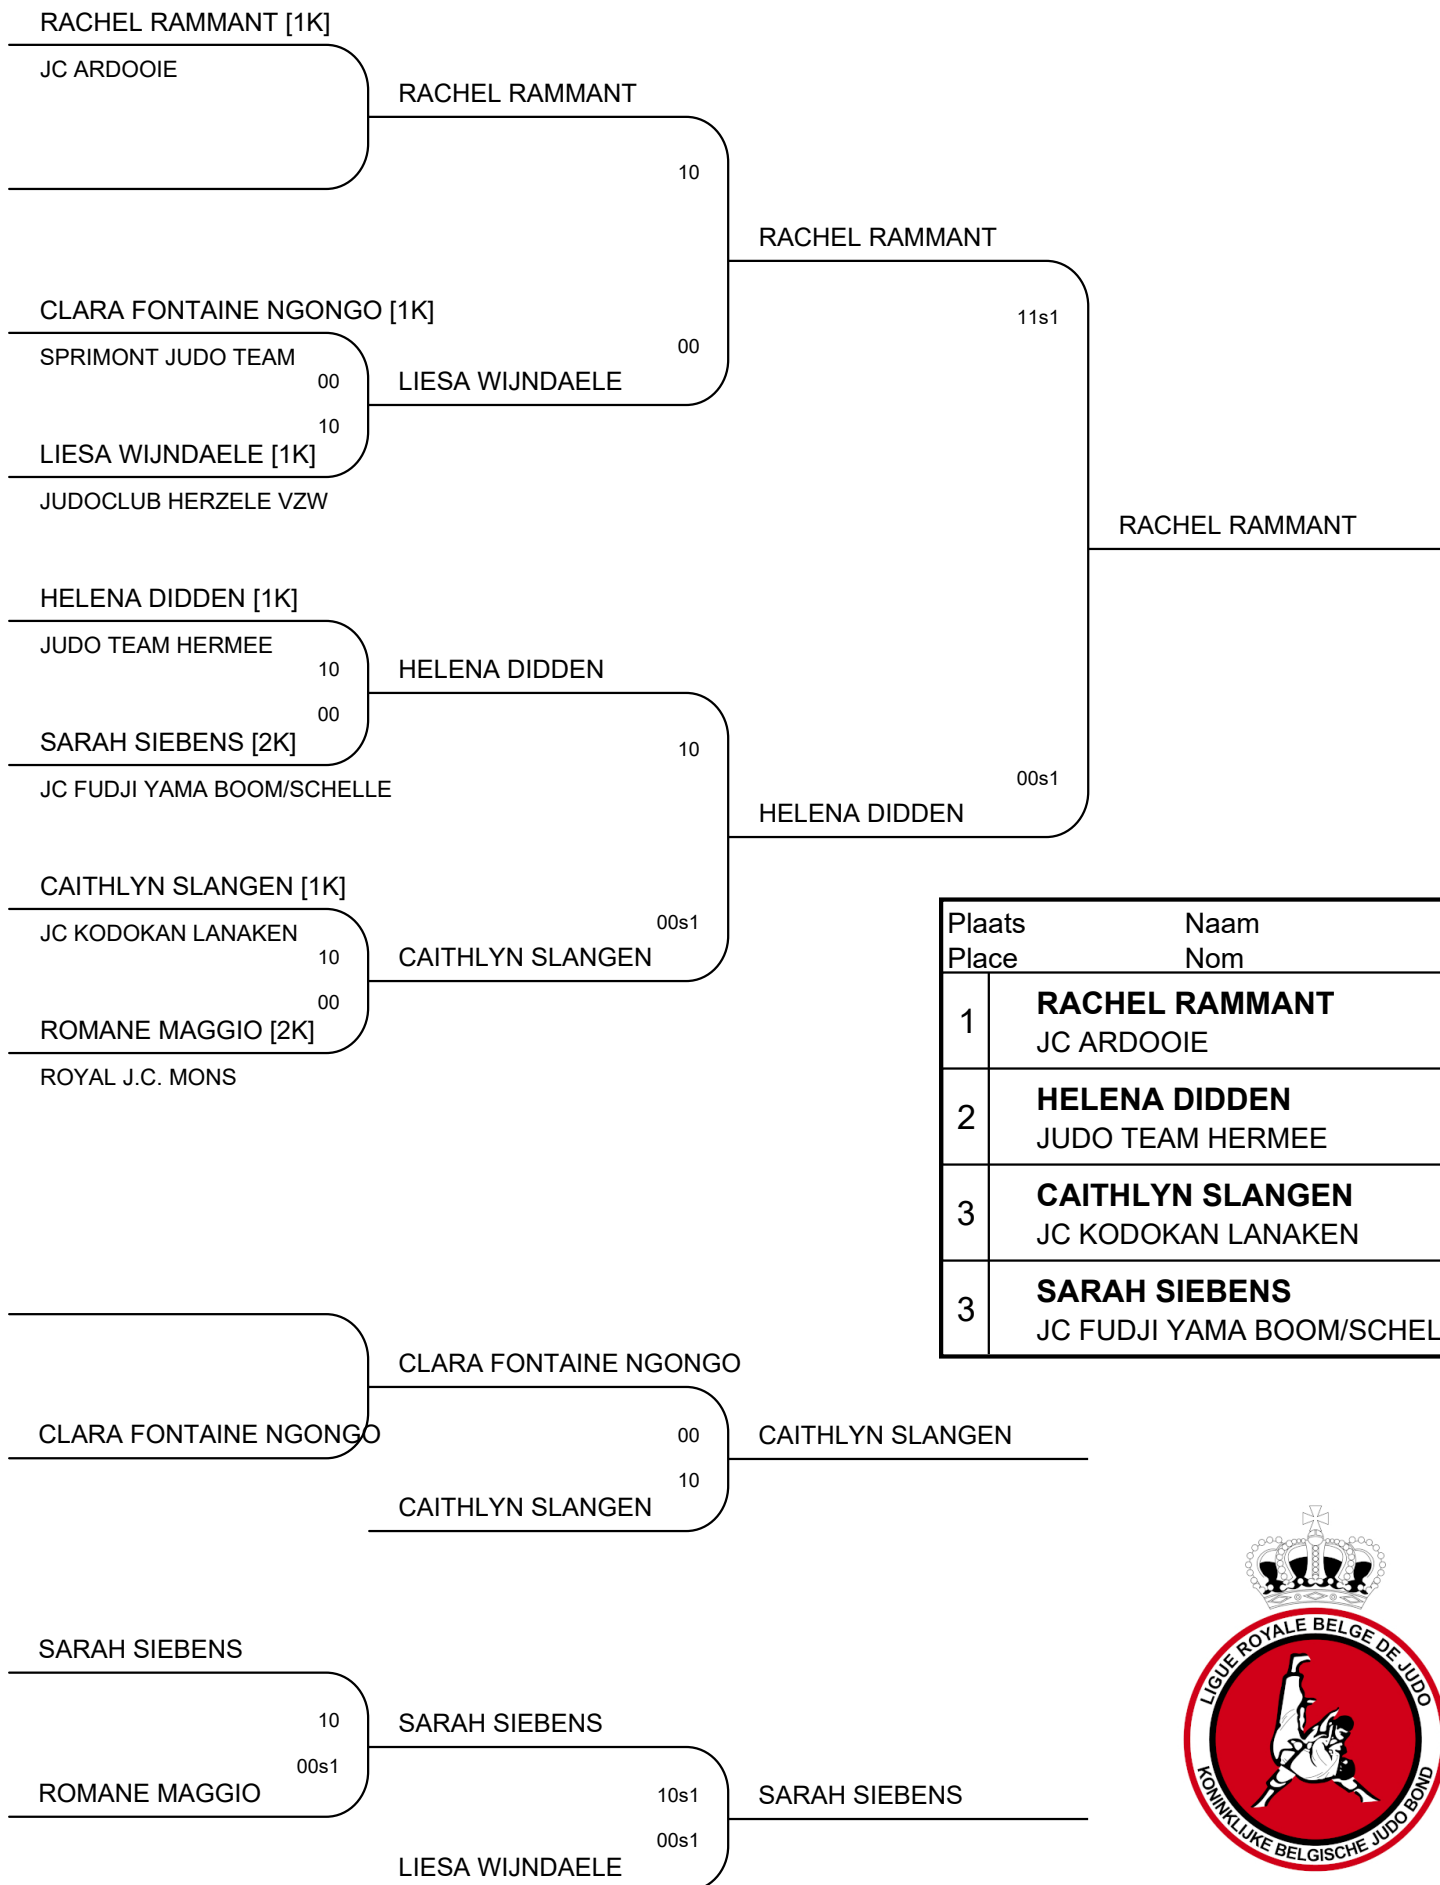 RACHEL RAMMANT [1K]
JC ARDOOIE
RACHEL RAMMANT
10
RACHEL RAMMANT
CLARA FONTAINE NGONGO [1K]
11s1
SPRIMONT JUDO TEAM
00
00
LIESA WIJNDAELE
10
LIESA WIJNDAELE [1K]
JUDOCLUB HERZELE VZW
RACHEL RAMMANT
HELENA DIDDEN [1K]
JUDO TEAM HERMEE
10
HELENA DIDDEN
00
SARAH SIEBENS [2K]
10
JC FUDJI YAMA BOOM/SCHELLE
00s1
HELENA DIDDEN
CAITHLYN SLANGEN [1K]
JC KODOKAN LANAKEN
00s1
10
CAITHLYN SLANGEN
00
ROMANE MAGGIO [2K]
ROYAL J.C. MONS
Plaats Naam
Place Nom
1 RACHEL RAMMANT
JC ARDOOIE
2 HELENA DIDDEN
JUDO TEAM HERMEE
3 CAITHLYN SLANGEN
JC KODOKAN LANAKEN
3 SARAH SIEBENS
JC FUDJI YAMA BOOM/SCHEL
CLARA FONTAINE NGONGO
CLARA FONTAINE NGONGO
00
CAITHLYN SLANGEN
10
CAITHLYN SLANGEN
SARAH SIEBENS
10
SARAH SIEBENS
00s1
ROMANE MAGGIO
10s1
SARAH SIEBENS
00s1
LIESA WIJNDAELE
LIGUE ROYALE BELGE DE JUDO
KONINKLIJKE BELGISCHE JUDO BOND